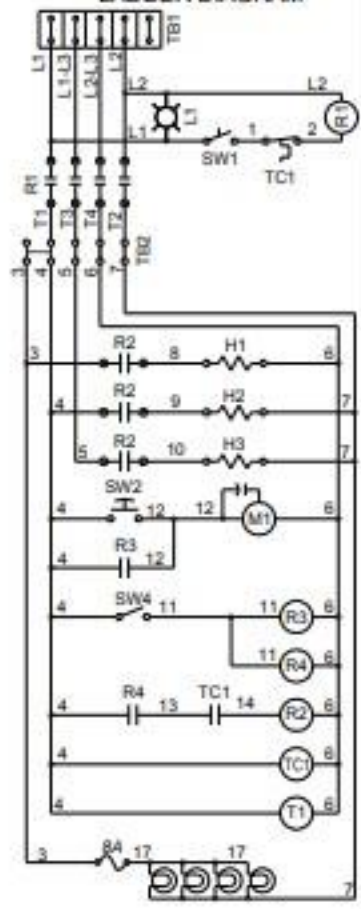 TB1
L1 L1-L3 L2-L3 L2
L2 L2
L1 R1
L1 1 2
SW1
TC1
R1
T1 T3 T4 T2
TB2
3 4 5 6 7
R2 H1
3 8 6
R2 H2
4 9 7
R2 H3
5 10 7
SW2
4 12 12 M1 6
R3
4 12
SW4
4 11 11 R3 6
11 R4 6
R4 TC1
4 13 14 R2 6
4 TC1 6
4 T1 6
3 8A 17 17
7